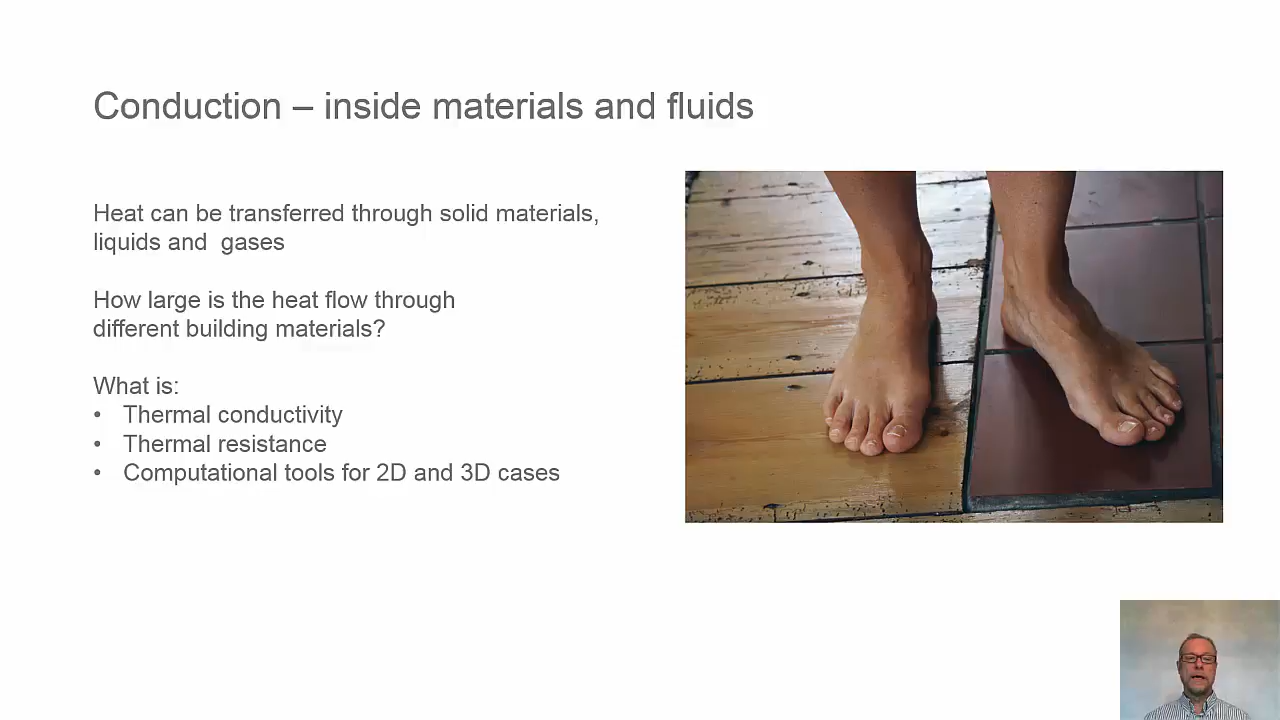 Conduction – inside materials and fluids
Heat can be transferred through solid materials,
liquids and  gases
How large is the heat flow through
different building materials?
What is:
• Thermal conductivity
• Thermal resistance
• Computational tools for 2D and 3D cases